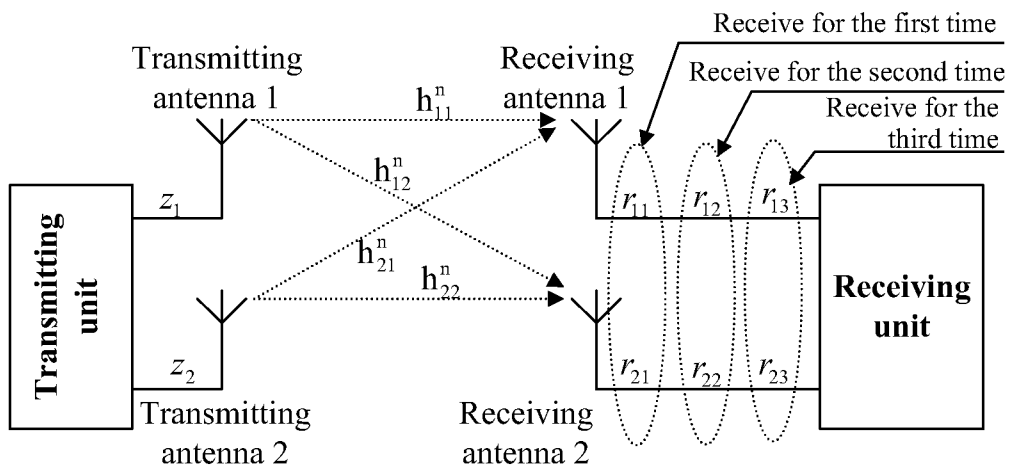 Receive for the first time
Transmitting
antenna 1
Receiving
antenna 1
Receive for the second time
Receive for the
third time
h₁₁ⁿ
h₁₂ⁿ
z₁
r₁₁ r₁₂ r₁₃
h₂₁ⁿ
h₂₂ⁿ
Transmitting
unit
Receiving
unit
z₂
r₂₁ r₂₂ r₂₃
Transmitting
antenna 2
Receiving
antenna 2